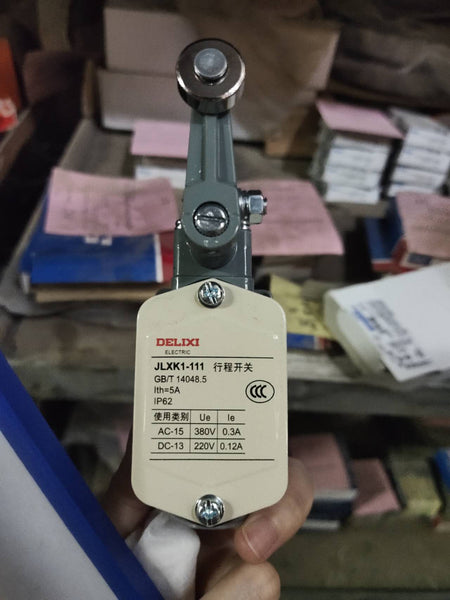 DELIXI
ELECTRIC
JLXK1-111 行程开关
GB/T 14048.5
Ith=5A
IP62
CCC
使用类别 Ue Ie
AC-15 380V 0.3A
DC-13 220V 0.12A